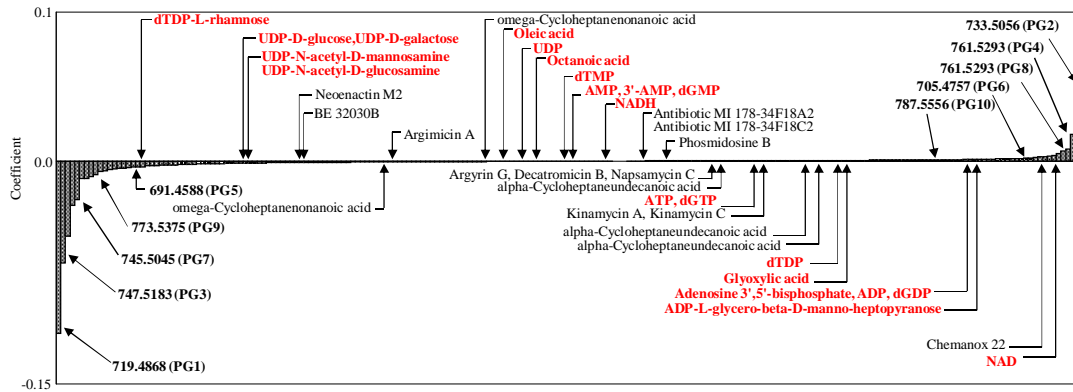 0.1
dTDP-L-rhamnose
omega-Cycloheptanenonanoic acid
733.5056 (PG2)
Oleic acid
UDP-D-glucose,UDP-D-galactose
UDP
761.5293 (PG4)
UDP-N-acetyl-D-mannosamine
Octanoic acid
761.5293 (PG8)
UDP-N-acetyl-D-glucosamine
dTMP
705.4757 (PG6)
Neoenactin M2
AMP, 3'-AMP, dGMP
787.5556 (PG10)
NADH
BE 32030B
Antibiotic MI 178-34F18A2
Antibiotic MI 178-34F18C2
Argimicin A
Phosmidosine B
Coefficient
0.0
Argyrin G, Decatromicin B, Napsamycin C
691.4588 (PG5)
alpha-Cycloheptaneundecanoic acid
ATP, dGTP
omega-Cycloheptanenonanoic acid
Kinamycin A, Kinamycin C
773.5375 (PG9)
alpha-Cycloheptaneundecanoic acid
alpha-Cycloheptaneundecanoic acid
745.5045 (PG7)
dTDP
Glyoxylic acid
747.5183 (PG3)
Adenosine 3',5'-bisphosphate, ADP, dGDP
ADP-L-glycero-beta-D-manno-heptopyranose
Chemanox 22
719.4868 (PG1)
NAD
-0.15